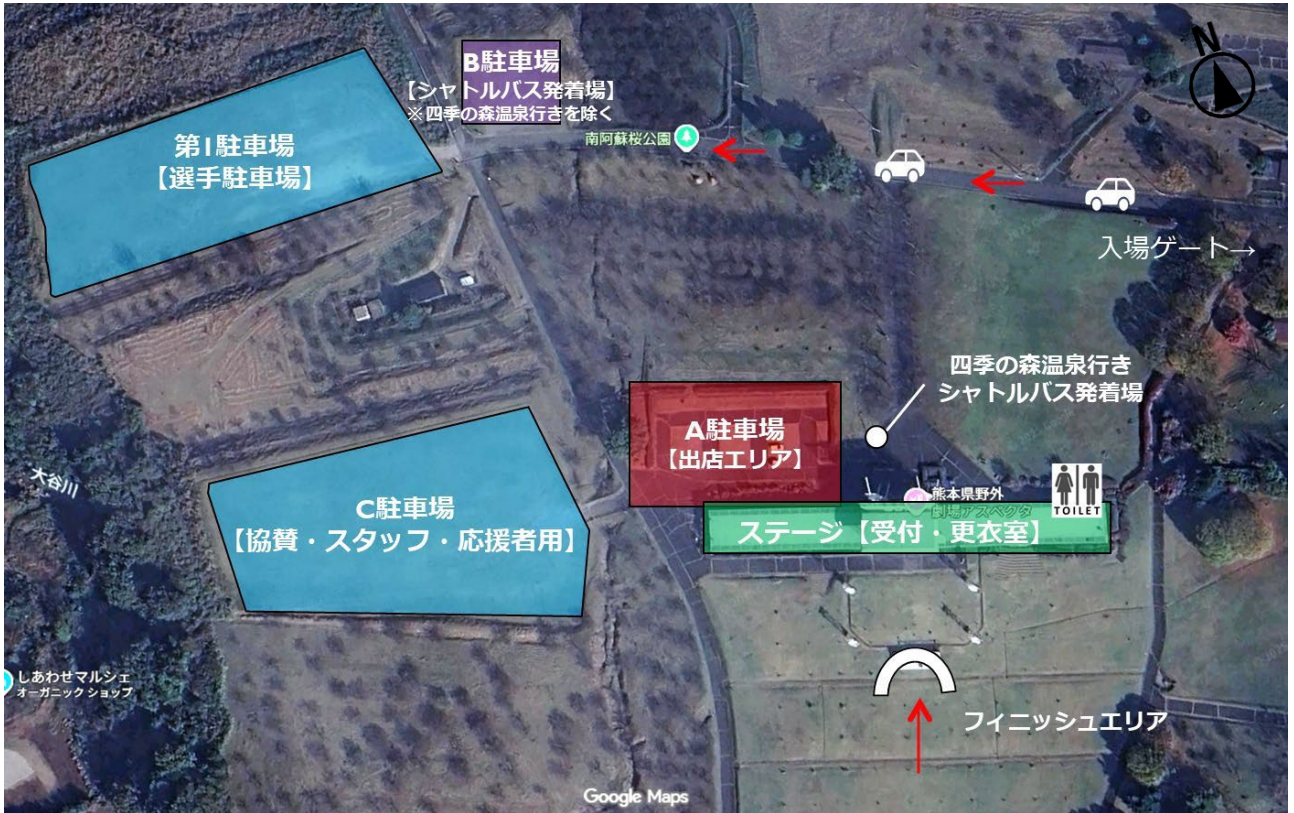 N
B駐車場
【シャトルバス発着場】
※四季の森温泉行きを除く
南阿蘇桜公園
第1駐車場
【選手駐車場】
入場ゲート→
四季の森温泉行き
シャトルバス発着場
A駐車場
【出店エリア】
大谷川
C駐車場
【協賛・スタッフ・応援者用】
熊本県野外
劇場アスペクタ
TOILET
ステージ【受付・更衣室】
しあわせマルシェ
オーガニックショップ
フィニッシュエリア
Google Maps